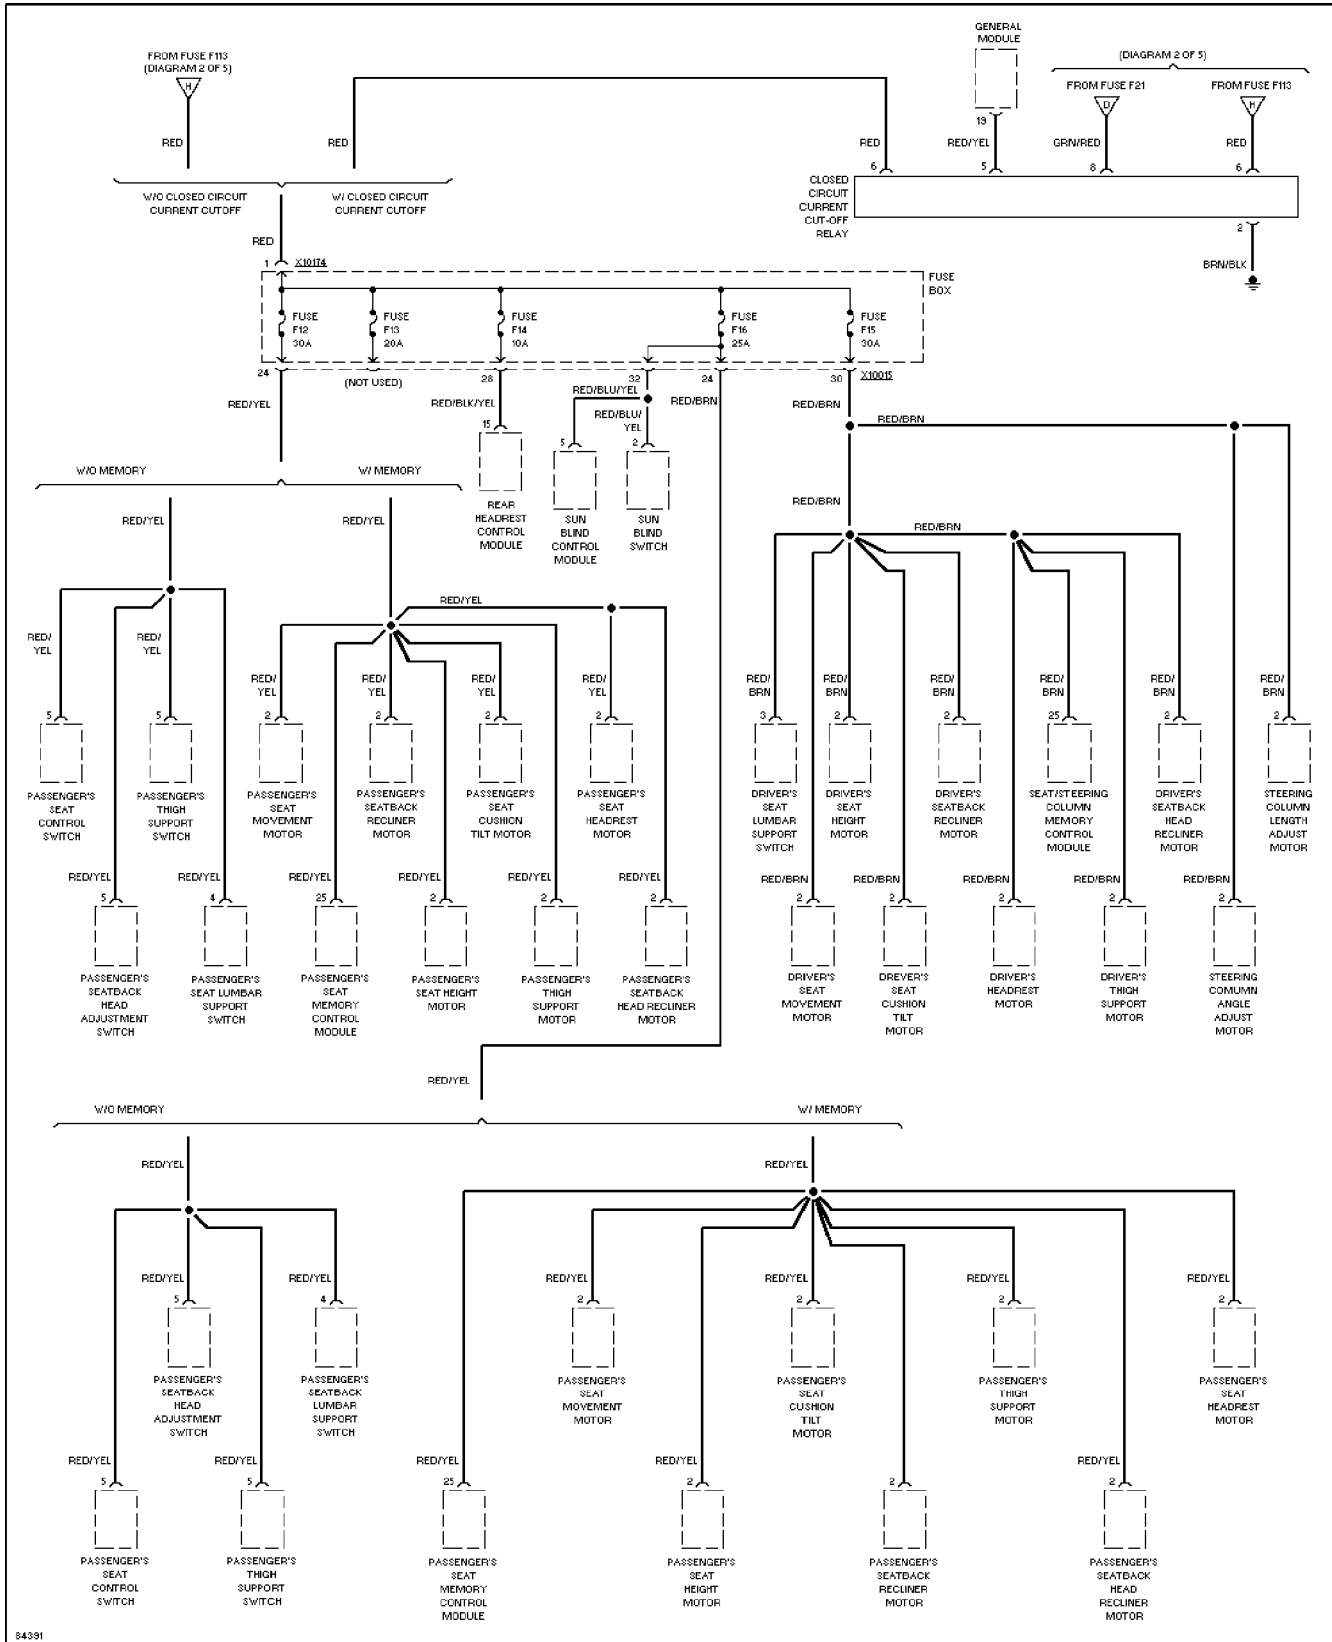 FROM FUSE F113
(DIAGRAM 2 OF 5)
H
RED
RED
RED
GENERAL
MODULE
19
RED/YEL
(DIAGRAM 2 OF 5)
FROM FUSE F21
FROM FUSE F113
D
H
GRN/RED
RED
6
5
8
6
CLOSED
CIRCUIT
CURRENT
CUT-OFF
RELAY
2
BRN/BLK
W/O CLOSED CIRCUIT
CURRENT CUTOFF
W/ CLOSED CIRCUIT
CURRENT CUTOFF
RED
1
X10174
FUSE
BOX
FUSE
F12
30A
FUSE
F13
20A
FUSE
F14
10A
FUSE
F16
25A
FUSE
F15
30A
24
(NOT USED)
28
32
24
30
X10015
RED/YEL
RED/BLK/YEL
RED/BLU/YEL
RED/BLU/
YEL
RED/BRN
RED/BRN
RED/BRN
15
5
2
REAR
HEADREST
CONTROL
MODULE
SUN
BLIND
CONTROL
MODULE
SUN
BLIND
SWITCH
W/O MEMORY
W/ MEMORY
RED/YEL
RED/YEL
RED/BRN
RED/BRN
RED/YEL
RED/
YEL
RED/
YEL
RED/
YEL
RED/
YEL
RED/
YEL
RED/
YEL
RED/
BRN
RED/
BRN
RED/
BRN
RED/
BRN
RED/
BRN
RED/
BRN
5
5
2
2
2
2
3
2
2
25
2
2
PASSENGER'S
SEAT
CONTROL
SWITCH
PASSENGER'S
THIGH
SUPPORT
SWITCH
PASSENGER'S
SEAT
MOVEMENT
MOTOR
PASSENGER'S
SEATBACK
RECLINER
MOTOR
PASSENGER'S
SEAT
CUSHION
TILT MOTOR
PASSENGER'S
SEAT
HEADREST
MOTOR
DRIVER'S
SEAT
LUMBAR
SUPPORT
SWITCH
DRIVER'S
SEAT
HEIGHT
MOTOR
DRIVER'S
SEATBACK
RECLINER
MOTOR
SEAT/STEERING
COLUMN
MEMORY
CONTROL
MODULE
DRIVER'S
SEATBACK
HEAD
RECLINER
MOTOR
STEERING
COLUMN
LENGTH
ADJUST
MOTOR
RED/YEL
RED/YEL
RED/YEL
RED/YEL
RED/YEL
RED/YEL
RED/BRN
RED/BRN
RED/BRN
RED/BRN
RED/BRN
5
4
25
2
2
2
2
2
2
2
2
PASSENGER'S
SEATBACK
HEAD
ADJUSTMENT
SWITCH
PASSENGER'S
SEAT LUMBAR
SUPPORT
SWITCH
PASSENGER'S
SEAT
MEMORY
CONTROL
MODULE
PASSENGER'S
SEAT HEIGHT
MOTOR
PASSENGER'S
THIGH
SUPPORT
MOTOR
PASSENGER'S
SEATBACK
HEAD RECLINER
MOTOR
DRIVER'S
SEAT
MOVEMENT
MOTOR
DREVER'S
SEAT
CUSHION
TILT
MOTOR
DRIVER'S
HEADREST
MOTOR
DRIVER'S
THIGH
SUPPORT
MOTOR
STEERING
COMUMN
ANGLE
ADJUST
MOTOR
RED/YEL
W/O MEMORY
W/ MEMORY
RED/YEL
RED/YEL
RED/YEL
RED/YEL
RED/YEL
RED/YEL
RED/YEL
RED/YEL
5
4
2
2
2
2
PASSENGER'S
SEATBACK
HEAD
ADJUSTMENT
SWITCH
PASSENGER'S
SEATBACK
LUMBAR
SUPPORT
SWITCH
PASSENGER'S
SEAT
MOVEMENT
MOTOR
PASSENGER'S
SEAT
CUSHION
TILT
MOTOR
PASSENGER'S
THIGH
SUPPORT
MOTOR
PASSENGER'S
SEAT
HEADREST
MOTOR
RED/YEL
RED/YEL
RED/YEL
RED/YEL
RED/YEL
RED/YEL
5
5
25
2
2
2
PASSENGER'S
SEAT
CONTROL
SWITCH
PASSENGER'S
THIGH
SUPPORT
SWITCH
PASSENGER'S
SEAT
MEMORY
CONTROL
MODULE
PASSENGER'S
SEAT
HEIGHT
MOTOR
PASSENGER'S
SEATBACK
RECLINER
MOTOR
PASSENGER'S
SEATBACK
HEAD
RECLINER
MOTOR
84391